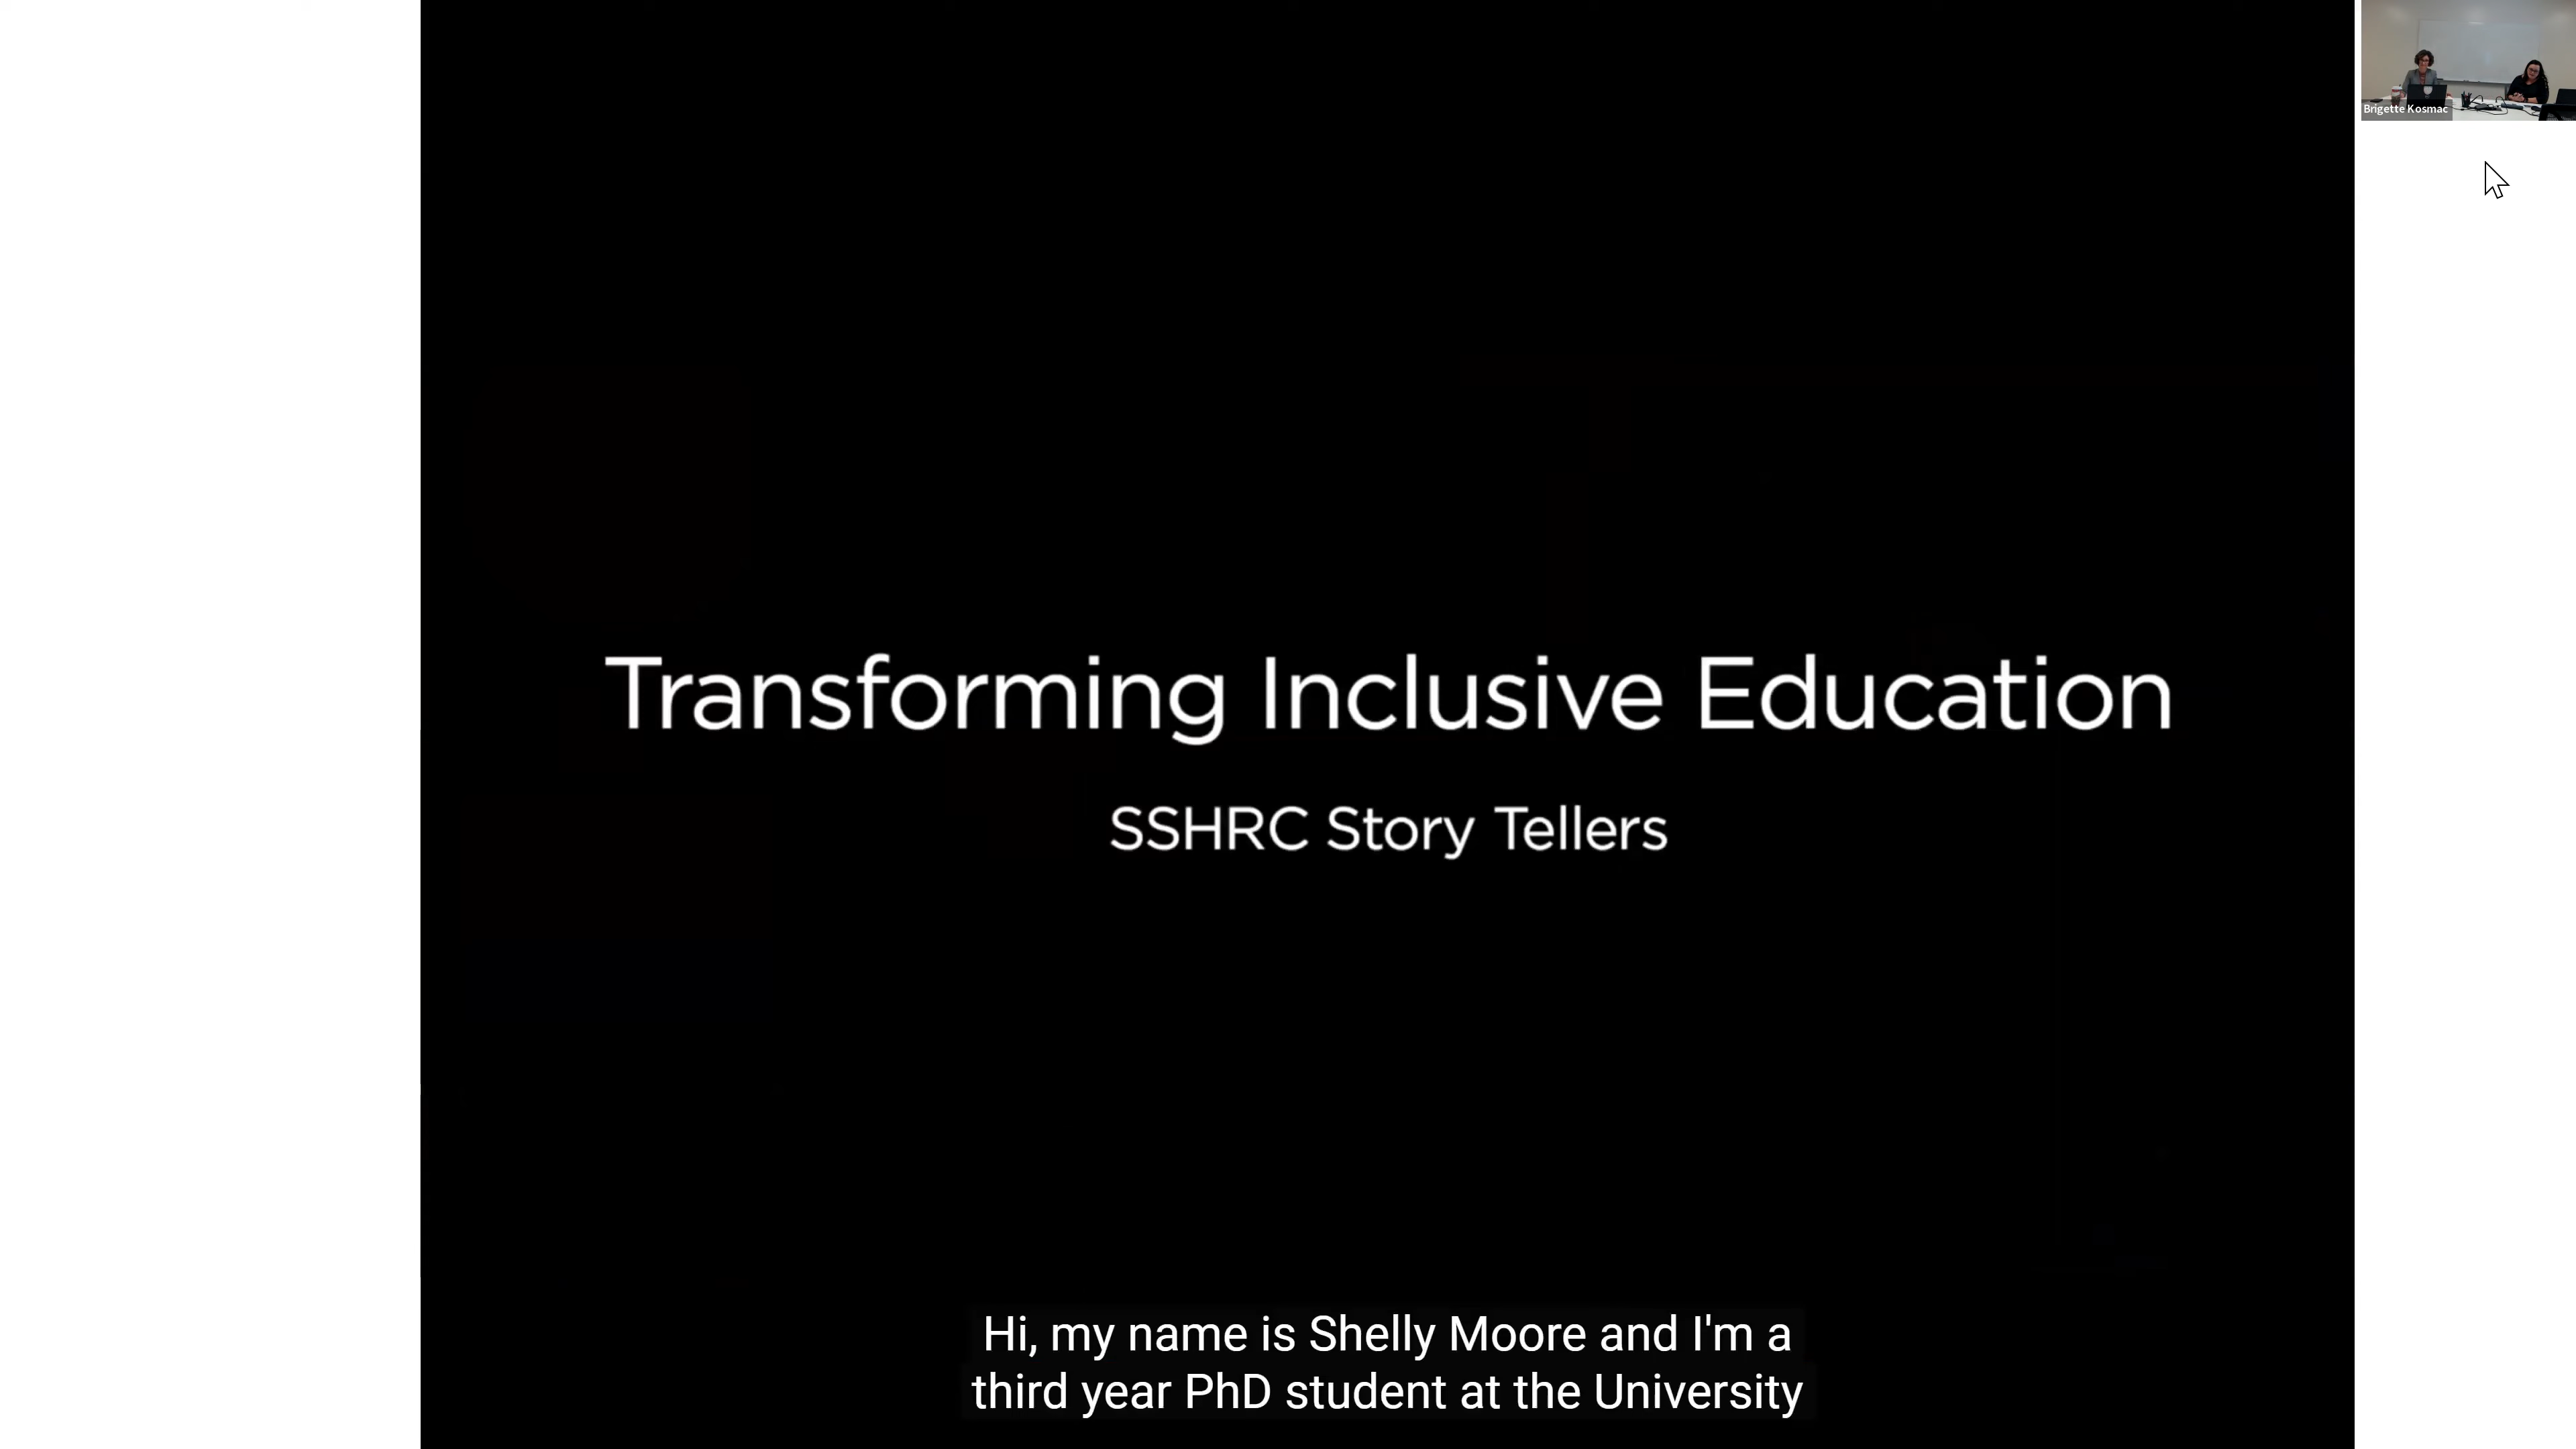 Brigette Kosmac
Transforming Inclusive Education
SSHRC Story Tellers
Hi, my name is Shelly Moore and I'm a
third year PhD student at the University